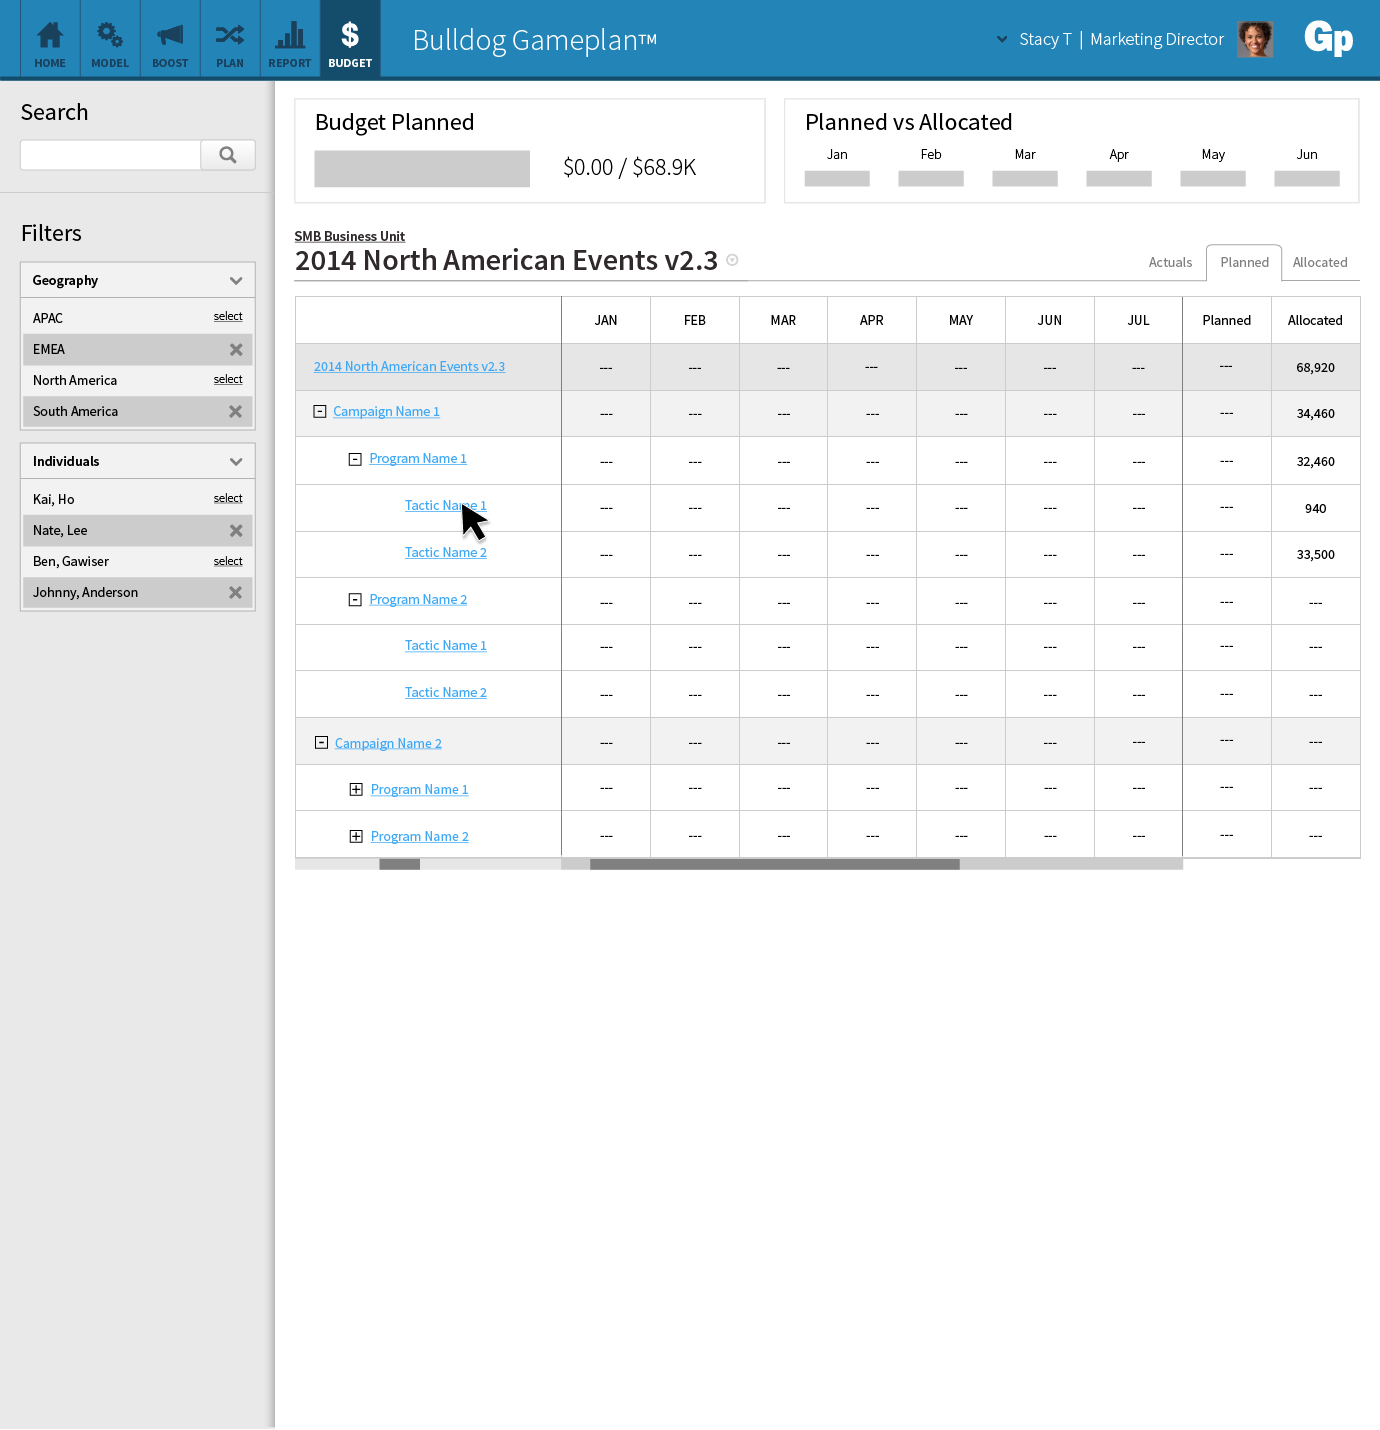 HOME MODEL BOOST PLAN REPORT BUDGET
Bulldog Gameplan™
Stacy T | Marketing Director
Gp
Search
Filters
Geography
APAC select
EMEA
North America select
South America
Individuals
Kai, Ho select
Nate, Lee
Ben, Gawiser select
Johnny, Anderson
Budget Planned
$0.00 / $68.9K
Planned vs Allocated
Jan Feb Mar Apr May Jun
SMB Business Unit
2014 North American Events v2.3
Actuals Planned Allocated
JAN FEB MAR APR MAY JUN JUL Planned Allocated
2014 North American Events v2.3 --- --- --- --- --- --- --- --- 68,920
- Campaign Name 1 --- --- --- --- --- --- --- --- 34,460
- Program Name 1 --- --- --- --- --- --- --- --- 32,460
Tactic Name 1 --- --- --- --- --- --- --- --- 940
Tactic Name 2 --- --- --- --- --- --- --- --- 33,500
- Program Name 2 --- --- --- --- --- --- --- --- ---
Tactic Name 1 --- --- --- --- --- --- --- --- ---
Tactic Name 2 --- --- --- --- --- --- --- --- ---
- Campaign Name 2 --- --- --- --- --- --- --- --- ---
+ Program Name 1 --- --- --- --- --- --- --- --- ---
+ Program Name 2 --- --- --- --- --- --- --- --- ---